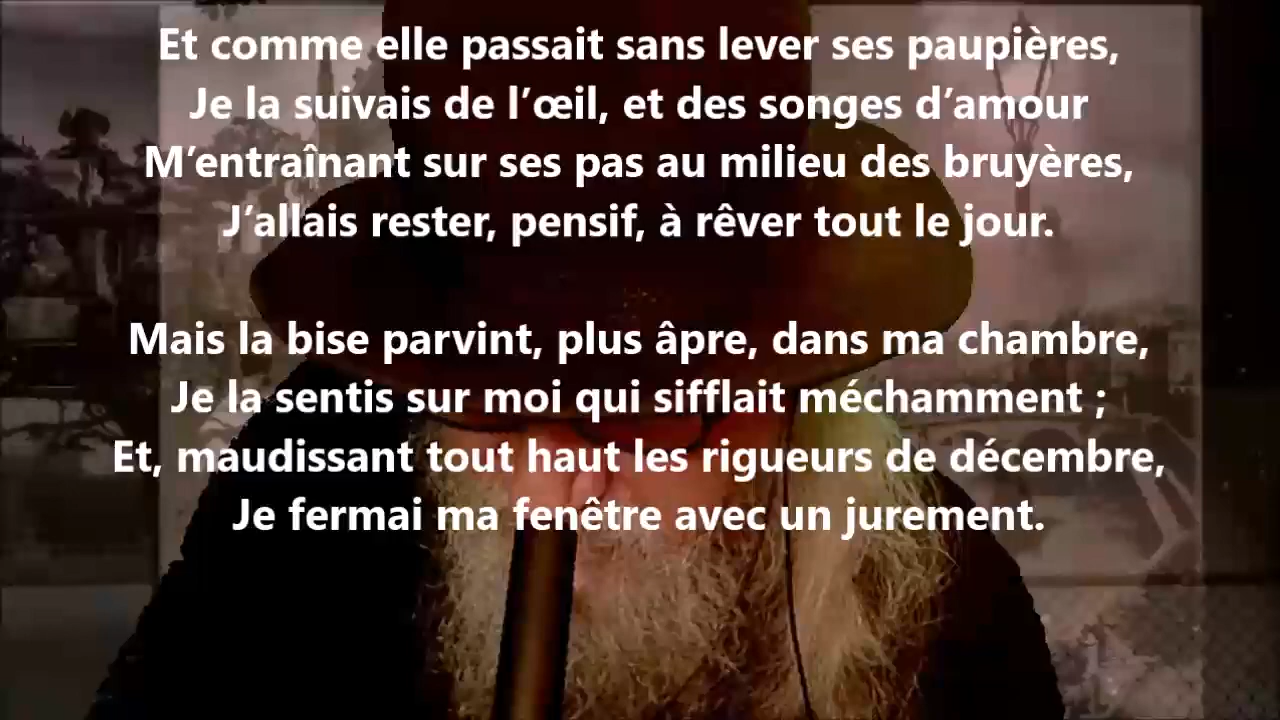 Et comme elle passait sans lever ses paupières,
Je la suivais de l’œil, et des songes d’amour
M’entraînant sur ses pas au milieu des bruyères,
J’allais rester, pensif, à rêver tout le jour.
Mais la bise parvint, plus âpre, dans ma chambre,
Je la sentis sur moi qui sifflait méchamment ;
Et, maudissant tout haut les rigueurs de décembre,
Je fermai ma fenêtre avec un jurement.